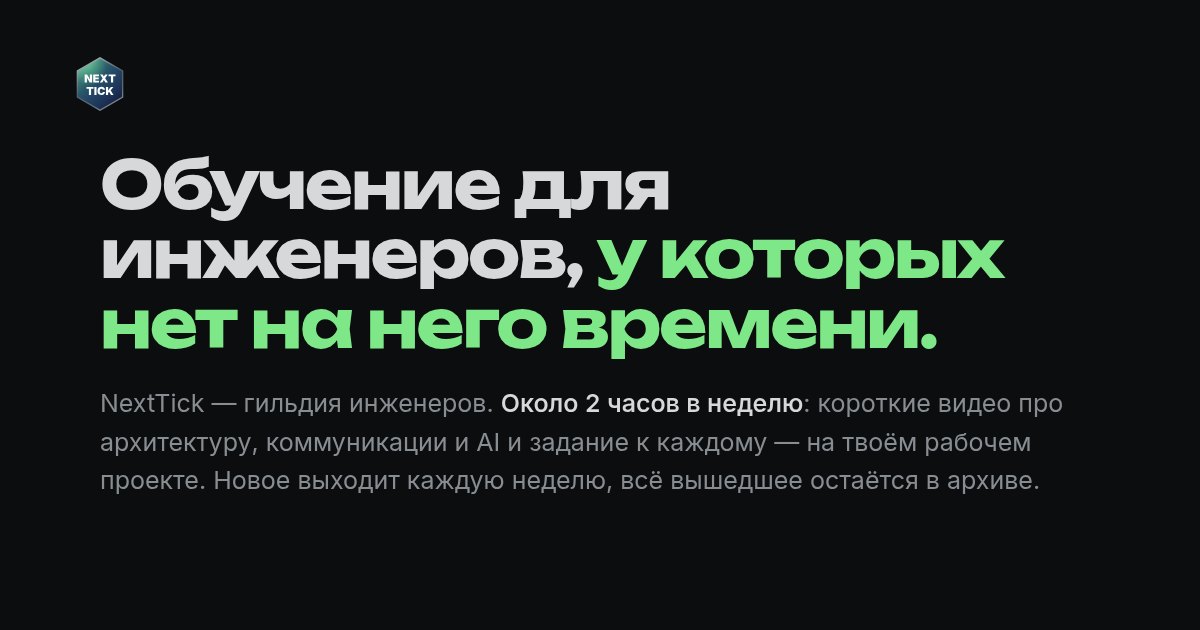 NEXT
TICK
Обучение для
инженеров, у которых
нет на него времени.
NextTick — гильдия инженеров. Около 2 часов в неделю: короткие видео про
архитектуру, коммуникации и AI и задание к каждому — на твоём рабочем
проекте. Новое выходит каждую неделю, всё вышедшее остаётся в архиве.